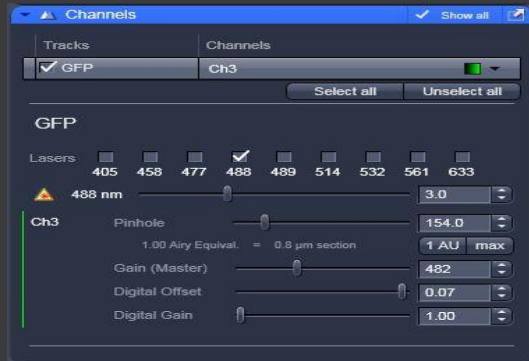 Channels Show all
Tracks Channels
GFP Ch3
Select all Unselect all
GFP
Lasers
405 458 477 488 489 514 532 561 633
488 nm 3.0
Ch3 Pinhole 154.0
1.00 Airy Equival. = 0.8 µm section 1 AU max
Gain (Master) 482
Digital Offset 0.07
Digital Gain 1.00